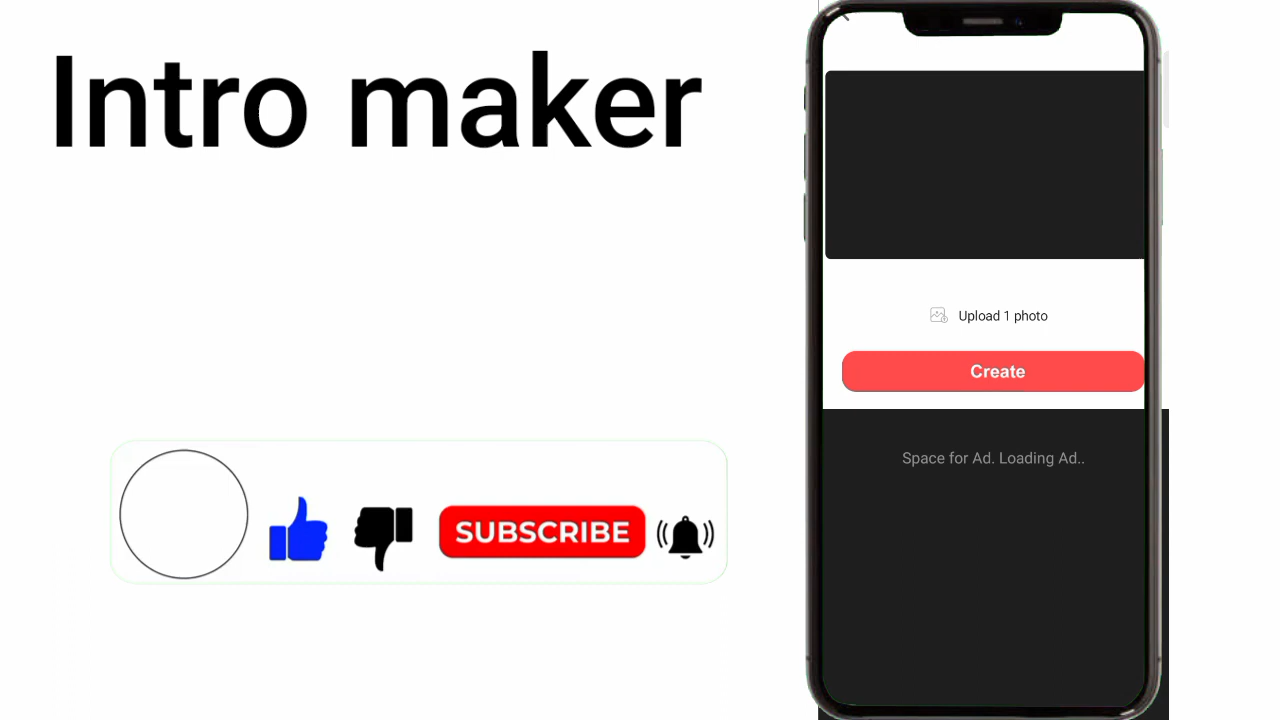 Intro maker
Upload 1 photo
Create
Space for Ad. Loading Ad..
SUBSCRIBE